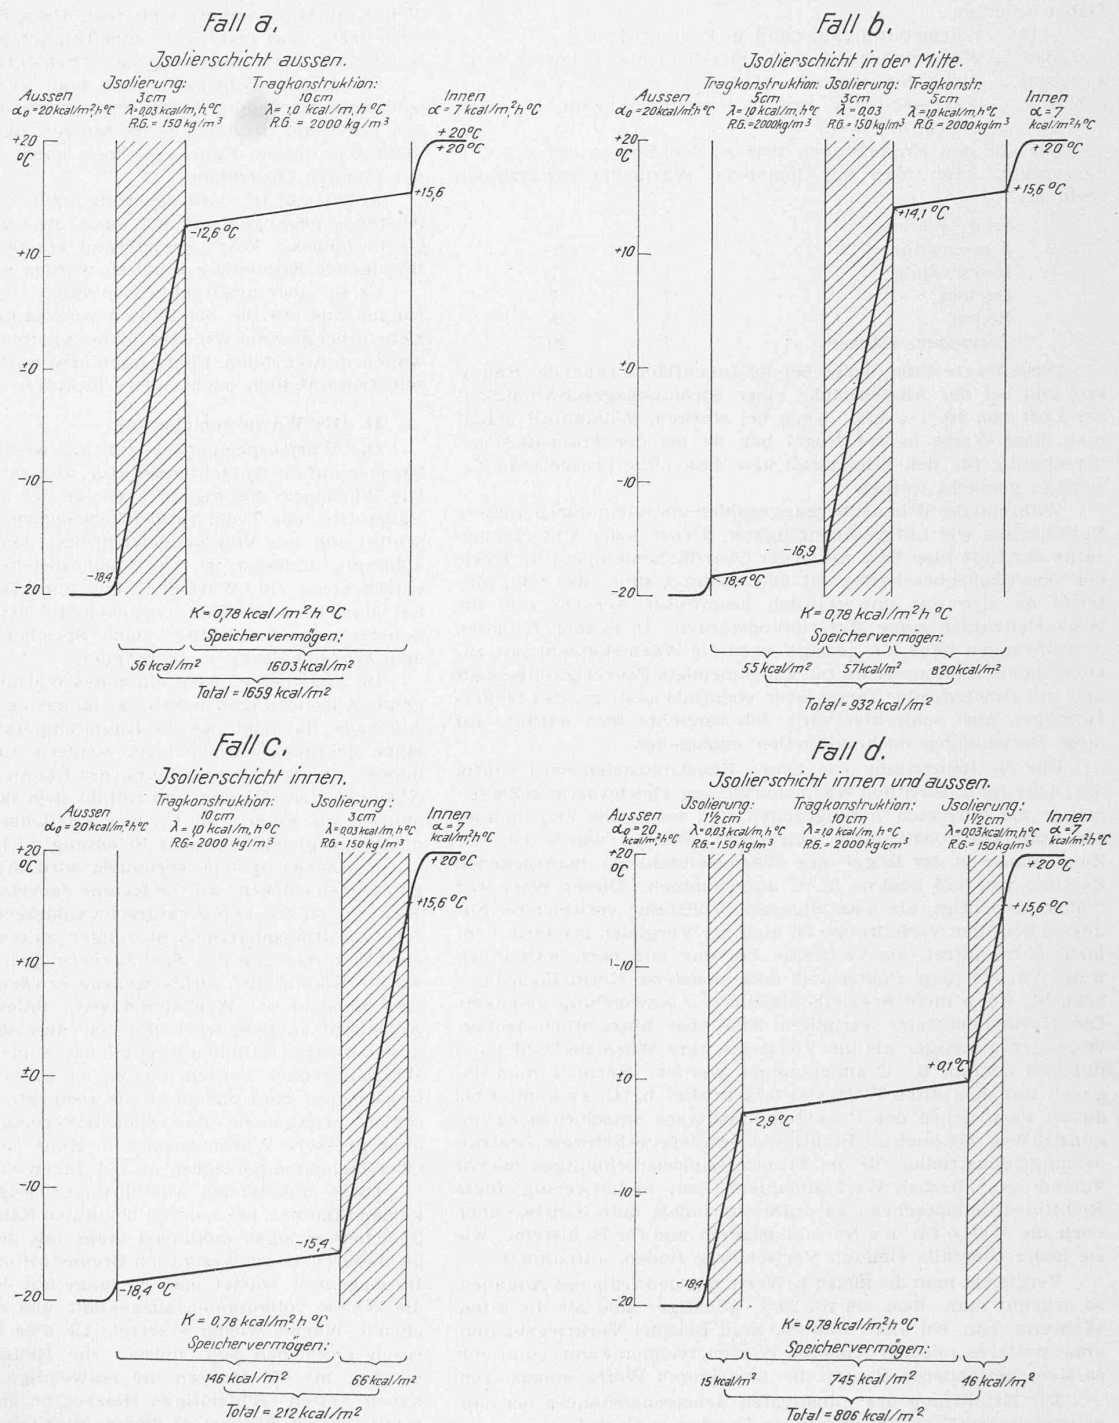 Fall a.
Isolierschicht aussen.
Aussen
α₀ = 20 kcal/m²,h°C
Isolierung:
3cm
λ = 0,03 kcal/m,h°C
R.G. = 150 kg/m³
Tragkonstruktion:
10cm
λ = 1,0 kcal/m,h °C
R.G. = 2000 kg/m³
Innen
α = 7 kcal/m²h°C
+20
°C
+10
±0
-10
-20
+20°C
+20°C
+15,6
-12,6 °C
-18,4
K = 0,78 kcal/m²h °C
Speichervermögen:
56 kcal/m²
1603 kcal/m²
Total = 1659 kcal/m²
Fall b.
Isolierschicht in der Mitte.
Aussen
α₀ = 20 kcal/m²h°C
Tragkonstruktion:
5cm
λ = 1,0 kcal/m,h°C
R.G. = 2000 kg/m³
Isolierung:
3cm
λ = 0,03
R.G. = 150 kg/m³
Tragkonstr.
5cm
λ = 1,0 kcal/m,h°C
R.G. = 2000 kg/m³
Innen
α = 7
kcal/m²h°C
+20
°C
+10
±0
-10
-20
+20°C
+15,6 °C
+14,1 °C
-16,9
18,4°C
K = 0,78 kcal/m²h °C
Speichervermögen:
55 kcal/m²
57 kcal/m²
820 kcal/m²
Total = 932 kcal/m²
Fall c.
Isolierschicht innen.
Aussen
α₀ = 20 kcal/m²,h°C
Tragkonstruktion:
10cm
λ = 1,0 kcal/m,h°C
R.G. = 2000 kg/m³
Isolierung:
3cm
λ = 0,03 kcal/m,h°C
R.G. = 150 kg/m³
Innen
α = 7
kcal/m²,h°C
+20
°C
+10
±0
-10
-20
+20°C
+15,6°C
-15,4
-18,4 °C
K = 0,78 kcal/m²,h °C
Speichervermögen:
146 kcal/m²
66 kcal/m²
Total = 212 kcal/m²
Fall d.
Isolierschicht innen und aussen.
Aussen
α₀ = 20
kcal/m²,h°C
Isolierung:
1½ cm
λ = 0,03 kcal/m,h°C
R.G. = 150 kg/m³
Tragkonstruktion:
10cm
λ = 1,0 kcal/m,h°C
R.G. = 2000 kg/cm³
Isolierung:
1½ cm
λ = 0,03 kcal/m,h°C
R.G. = 150 kg/m³
Innen
α = 7
kcal/m²,h°C
+20
°C
-10
±0
-10
-20
+20°C
+15,6°C
+0,1°C
-2,9 °C
-18,4
K = 0,78 kcal/m²h °C
Speichervermögen:
15 kcal/m²
745 kcal/m²
46 kcal/m²
Total = 806 kcal/m²